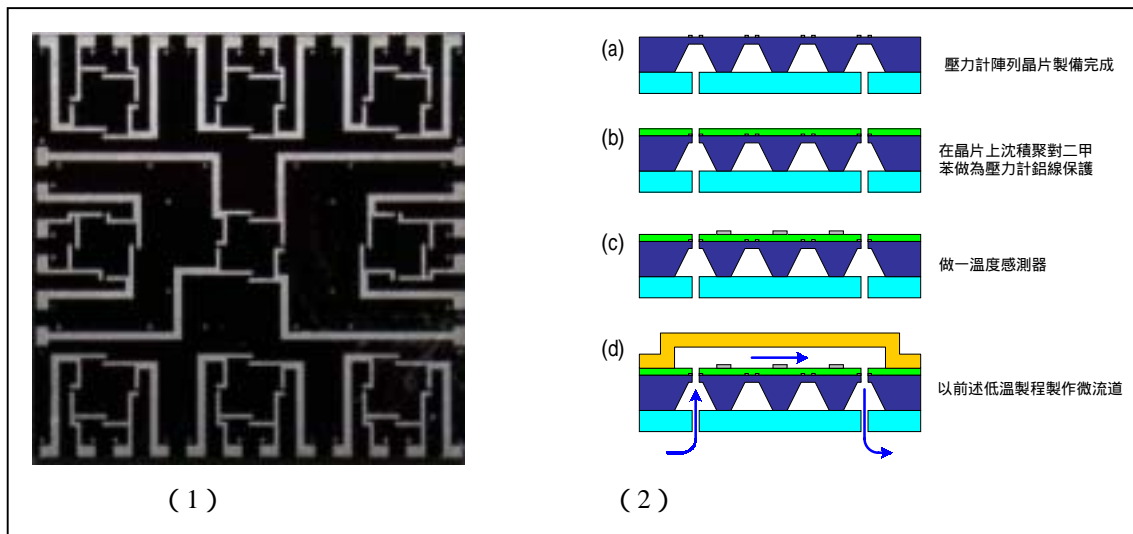 (a)
壓力計陣列晶片製備完成
(b)
在晶片上沈積聚對二甲
苯做為壓力計鋁線保護
(c)
做一溫度感測器
(d)
以前述低溫製程製作微流道
（1）
（2）